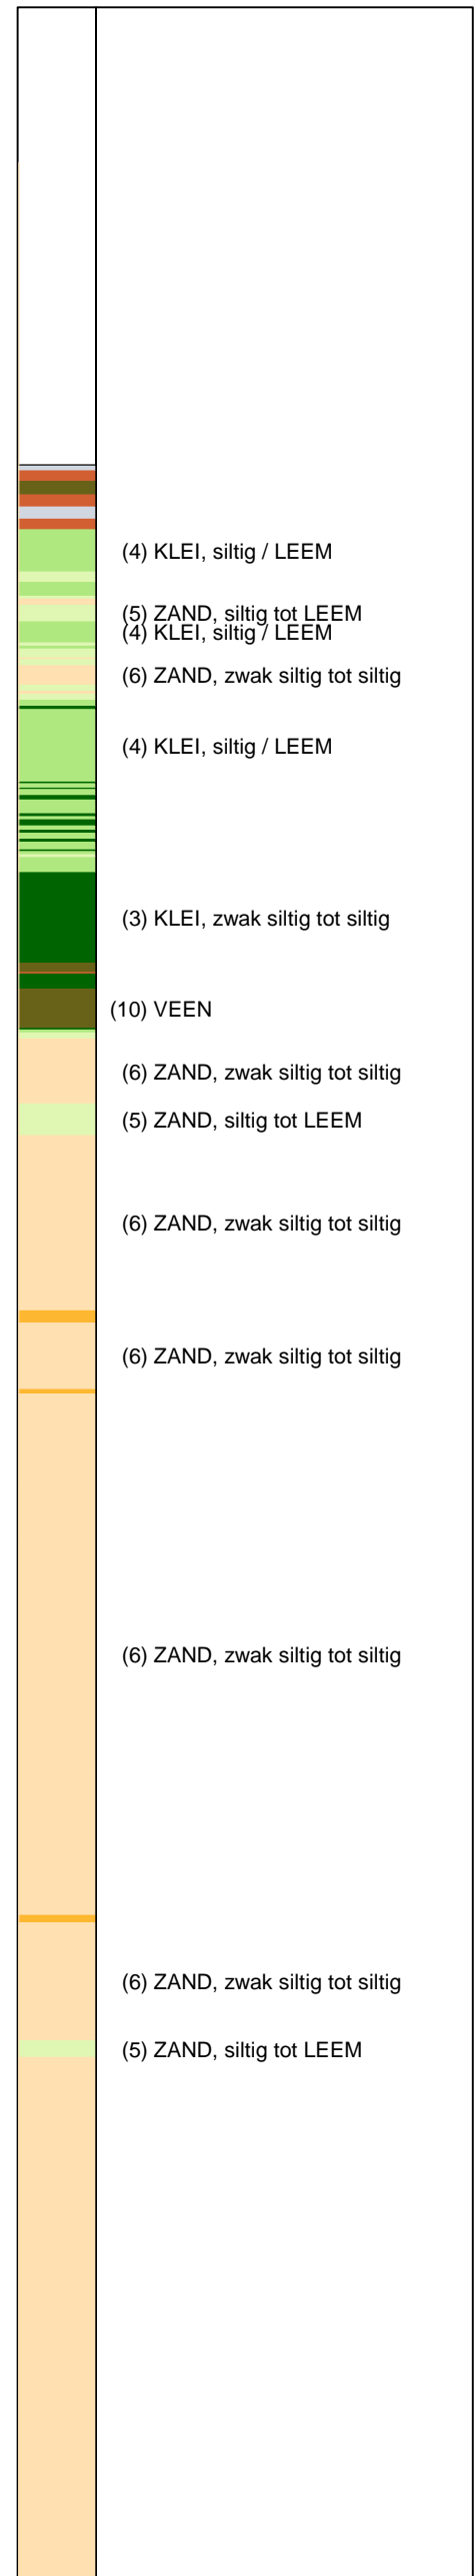 (4) KLEI, siltig / LEEM
(5) ZAND, siltig tot LEEM
(4) KLEI, siltig / LEEM
(6) ZAND, zwak siltig tot siltig
(4) KLEI, siltig / LEEM
(3) KLEI, zwak siltig tot siltig
(10) VEEN
(6) ZAND, zwak siltig tot siltig
(5) ZAND, siltig tot LEEM
(6) ZAND, zwak siltig tot siltig
(6) ZAND, zwak siltig tot siltig
(6) ZAND, zwak siltig tot siltig
(6) ZAND, zwak siltig tot siltig
(5) ZAND, siltig tot LEEM